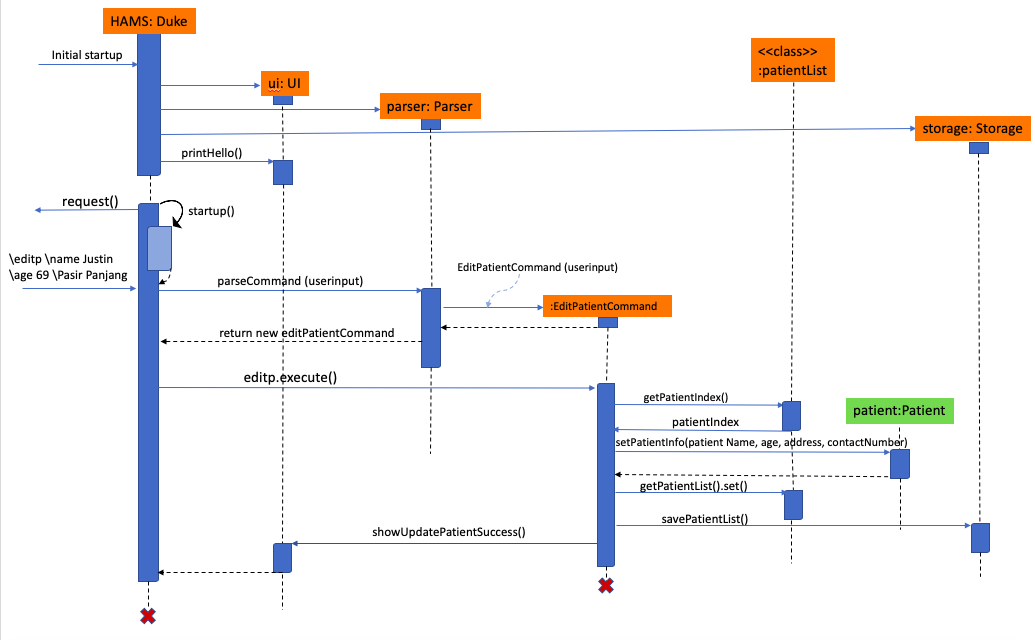 HAMS: Duke
Initial startup
<<class>>
:patientList
ui: UI
parser: Parser
storage: Storage
printHello()
request()
startup()
\editp \name Justin
\age 69 \Pasir Panjang
EditPatientCommand (userinput)
parseCommand (userinput)
:EditPatientCommand
return new editPatientCommand
editp.execute()
getPatientIndex()
patient:Patient
patientIndex
setPatientInfo(patient Name, age, address, contactNumber)
getPatientList().set()
savePatientList()
showUpdatePatientSuccess()